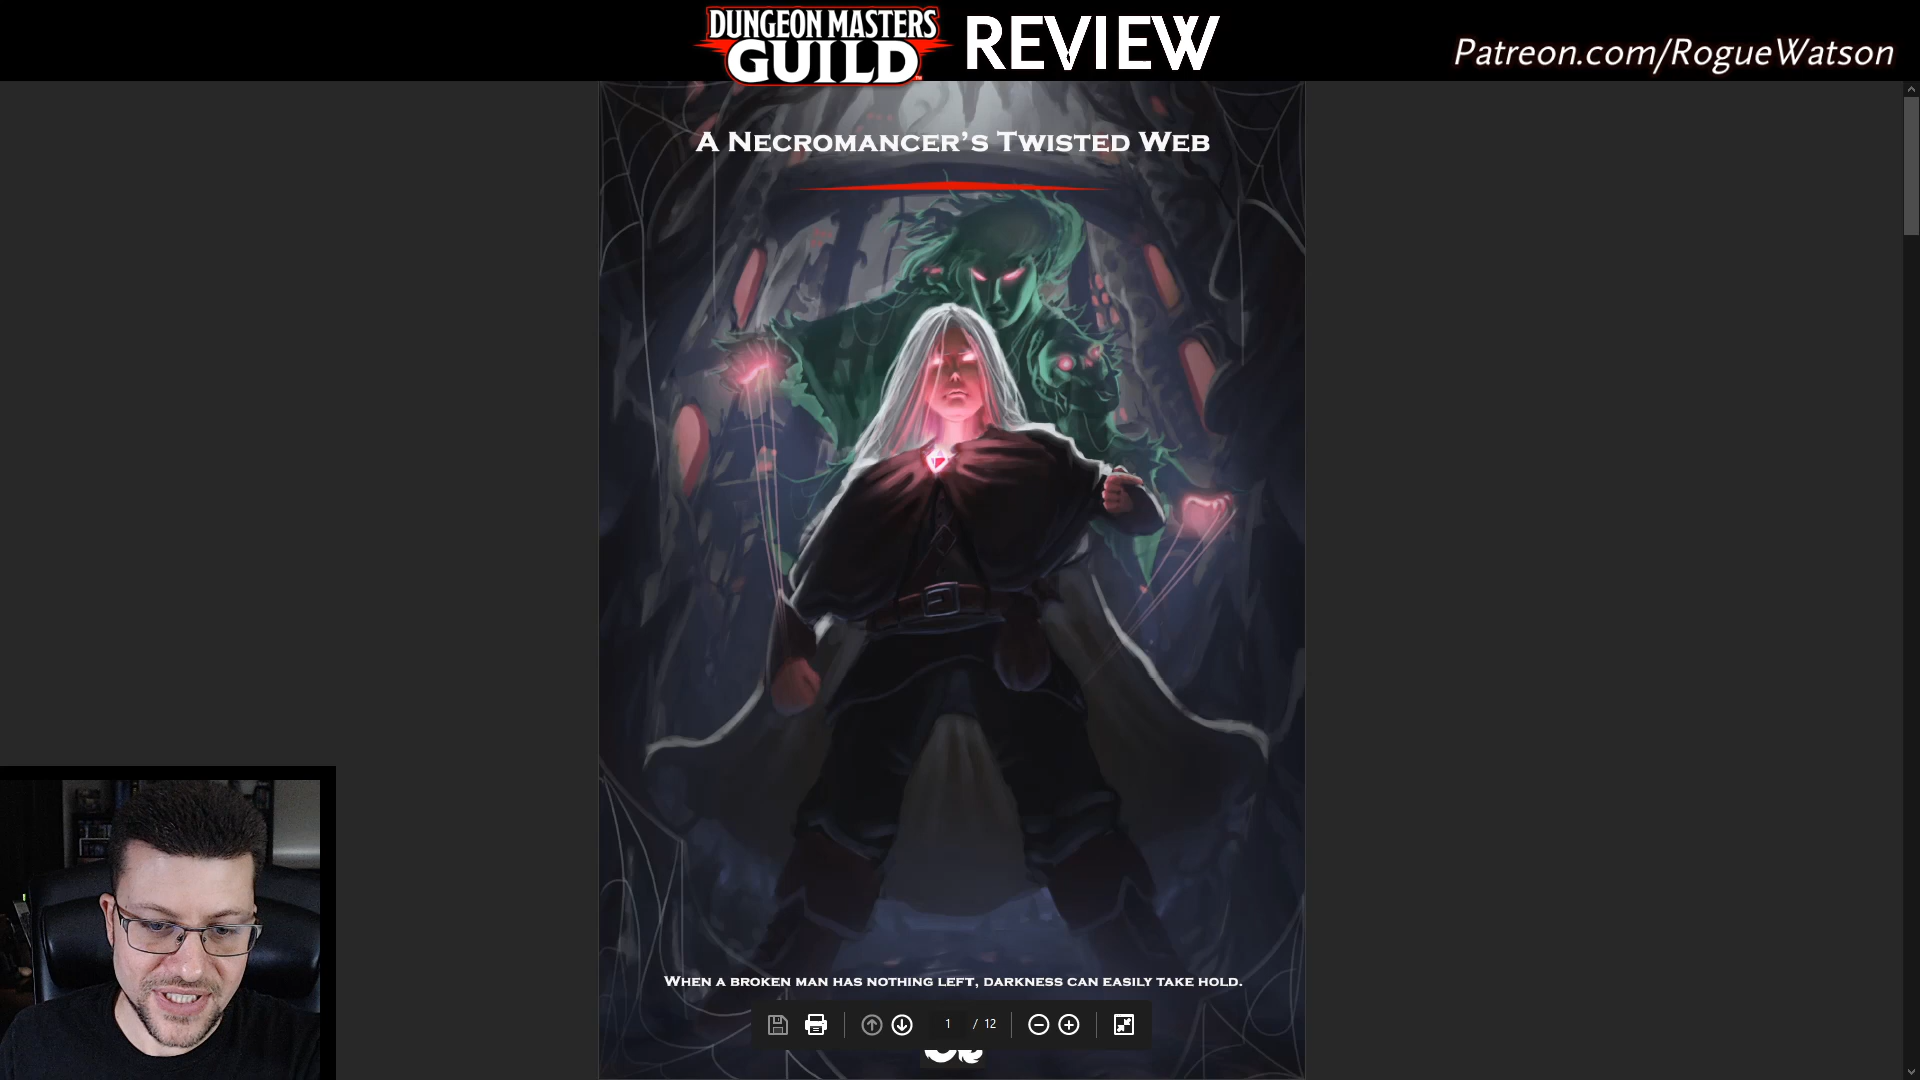 DUNGEON MASTERS
GUILD
REVIEW
Patreon.com/RogueWatson
A Necromancer's Twisted Web
When a broken man has nothing left, darkness can easily take hold.
1 / 12